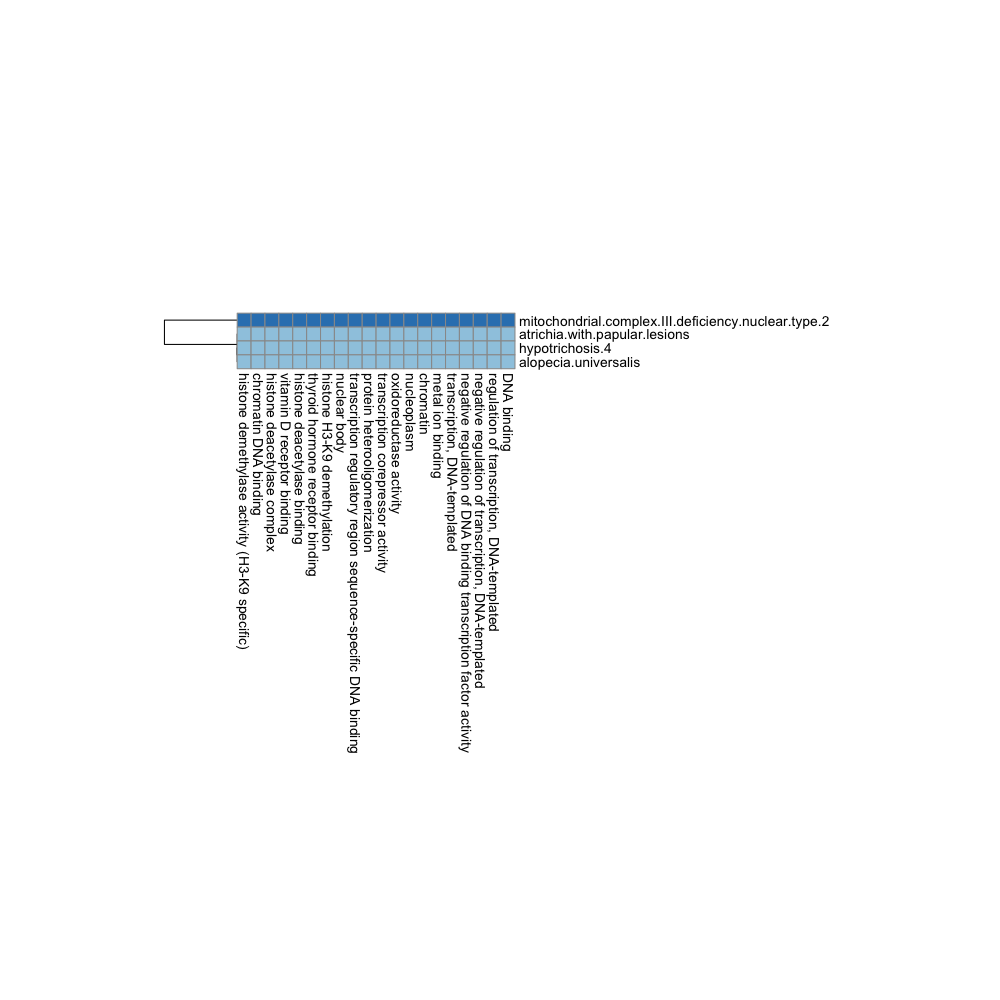 mitochondrial.complex.III.deficiency.nuclear.type.2
atrichia.with.papular.lesions
hypotrichosis.4
alopecia.universalis
histone demethylase activity (H3-K9 specific)
chromatin DNA binding
histone deacetylase complex
vitamin D receptor binding
histone deacetylase binding
thyroid hormone receptor binding
histone H3-K9 demethylation
nuclear body
transcription regulatory region sequence-specific DNA binding
protein heterooligomerization
transcription corepressor activity
oxidoreductase activity
nucleoplasm
chromatin
metal ion binding
transcription, DNA-templated
negative regulation of DNA binding transcription factor activity
negative regulation of transcription, DNA-templated
regulation of transcription, DNA-templated
DNA binding